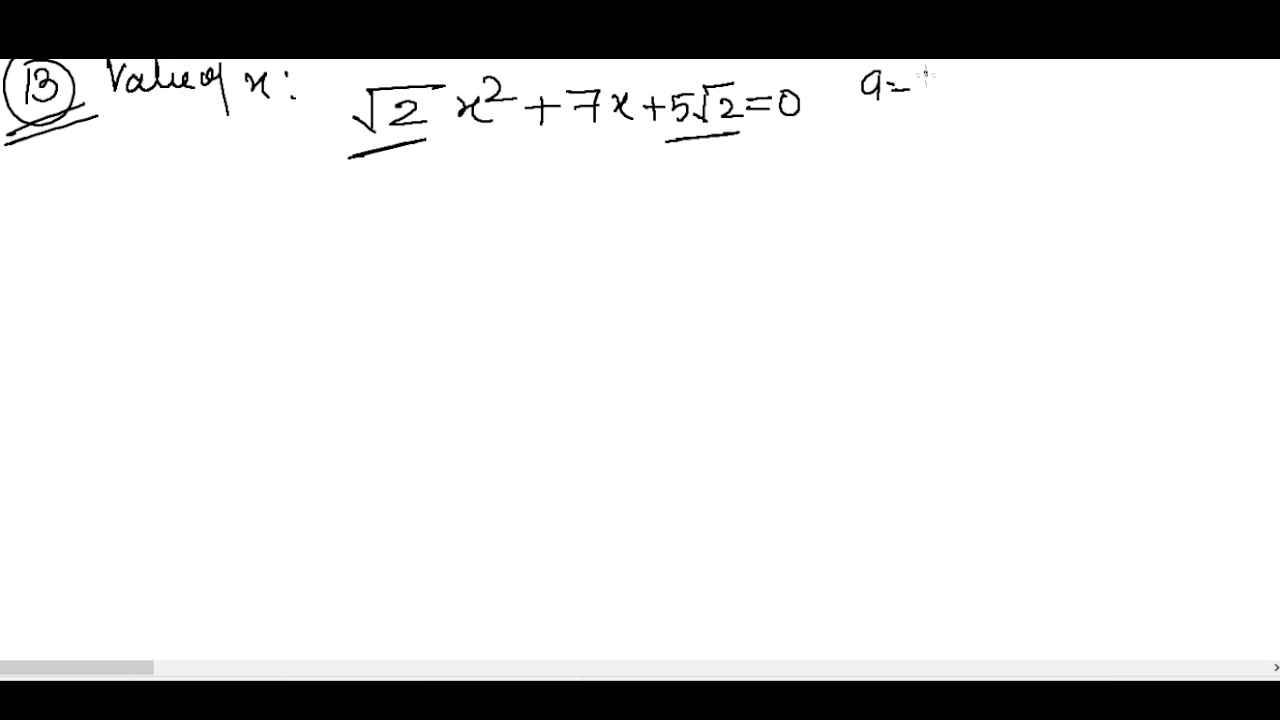 13 Value of x: √2 x² + 7x + 5√2 = 0 a=